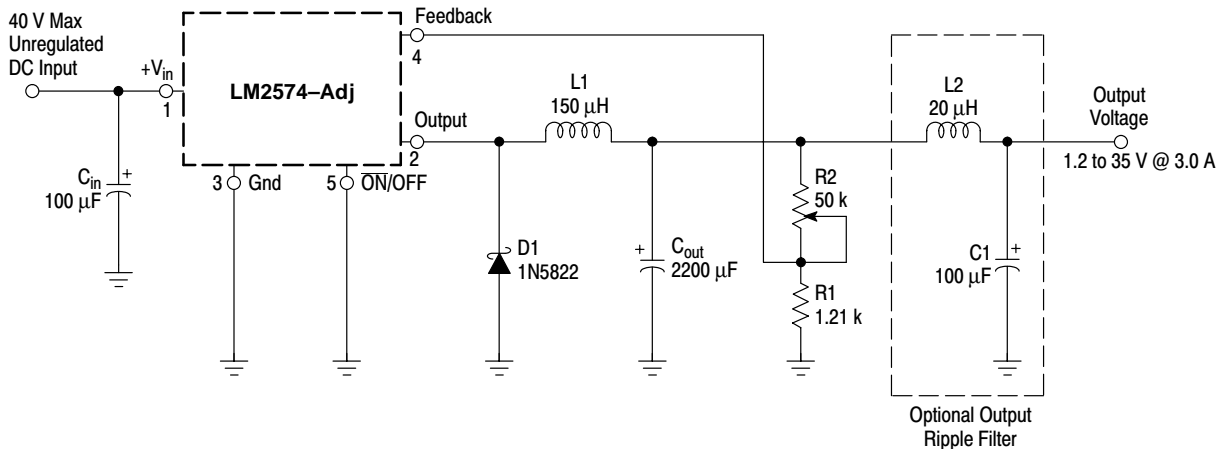 40 V Max
Unregulated
DC Input
+Vin
1
LM2574–Adj
Feedback
4
Output
2
3
Gnd
5
ON/OFF
Cin
100 μF
+
L1
150 μH
D1
1N5822
+
Cout
2200 μF
R2
50 k
R1
1.21 k
L2
20 μH
+
C1
100 μF
Output
Voltage
1.2 to 35 V @ 3.0 A
Optional Output
Ripple Filter